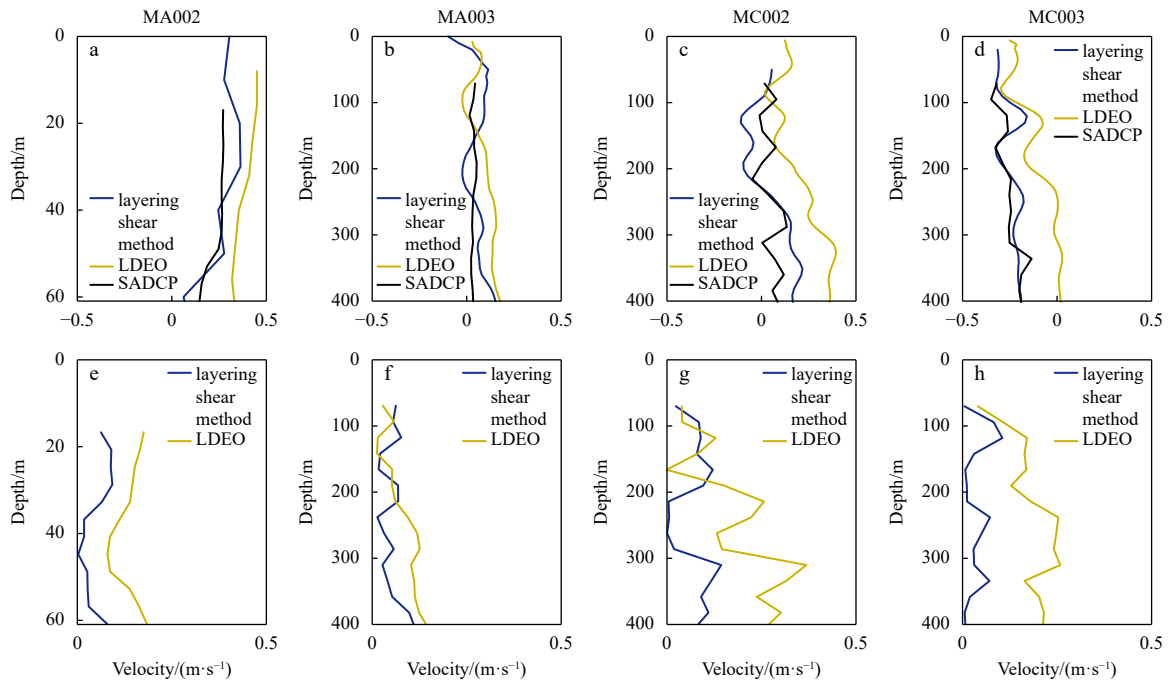 MA002
MA003
MC002
MC003
a
0
20
40
60
Depth/m
layering
shear
method
LDEO
SADCP
−0.5
0
0.5
b
0
100
200
300
400
Depth/m
layering
shear
method
LDEO
SADCP
−0.5
0
0.5
c
0
100
200
300
400
Depth/m
layering
shear
method
LDEO
SADCP
−0.5
0
0.5
d
0
100
200
300
400
Depth/m
layering
shear
method
LDEO
SADCP
−0.5
0
0.5
e
0
20
40
60
Depth/m
layering
shear
method
LDEO
0
0.5
Velocity/(m·s⁻¹)
f
0
100
200
300
400
Depth/m
layering
shear
method
LDEO
0
0.5
Velocity/(m·s⁻¹)
g
0
100
200
300
400
Depth/m
layering
shear
method
LDEO
0
0.5
Velocity/(m·s⁻¹)
h
0
100
200
300
400
Depth/m
layering
shear
method
LDEO
0
0.5
Velocity/(m·s⁻¹)